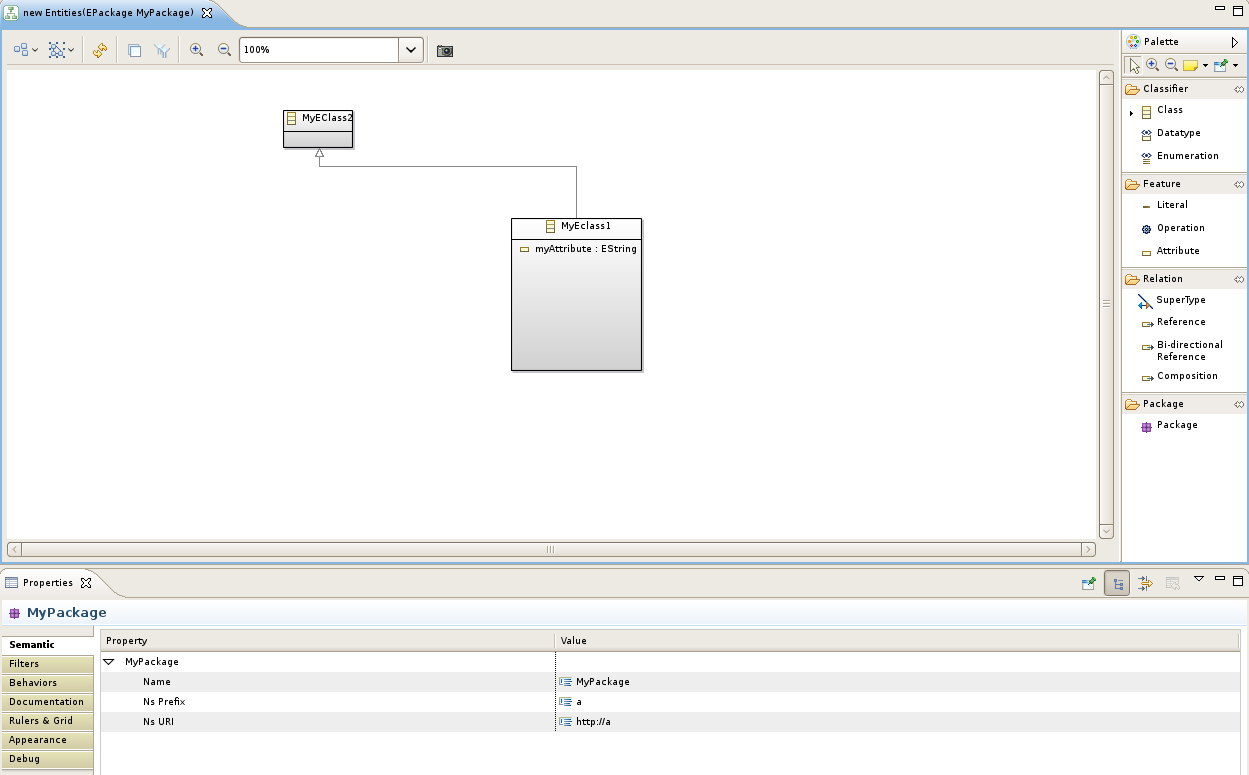 new Entities(EPackage MyPackage)
100%
MyEClass2
MyEclass1
myAttribute : EString
Palette
Classifier
Class
Datatype
Enumeration
Feature
Literal
Operation
Attribute
Relation
SuperType
Reference
Bi-directional
Reference
Composition
Package
Package
Properties
MyPackage
Semantic
Filters
Behaviors
Documentation
Rulers & Grid
Appearance
Debug
Property Value
MyPackage
Name MyPackage
Ns Prefix a
Ns URI http://a